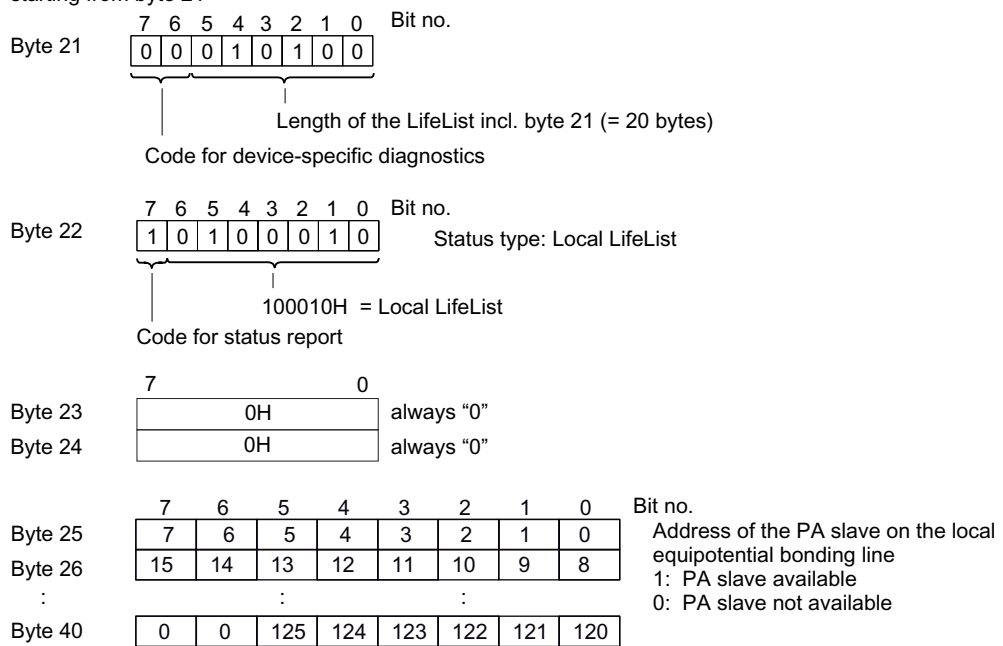 7 6 5 4 3 2 1 0 Bit no.
Byte 21 0 0 0 1 0 1 0 0
Length of the LifeList incl. byte 21 (= 20 bytes)
Code for device-specific diagnostics
7 6 5 4 3 2 1 0 Bit no.
Byte 22 1 0 1 0 0 0 1 0 Status type: Local LifeList
100010H = Local LifeList
Code for status report
7 0
Byte 23 0H always “0”
Byte 24 0H always “0”
7 6 5 4 3 2 1 0 Bit no.
Byte 25 7 6 5 4 3 2 1 0 Address of the PA slave on the local
equipotential bonding line
Byte 26 15 14 13 12 11 10 9 8
1: PA slave available
: : :
0: PA slave not available
Byte 40 0 0 125 124 123 122 121 120